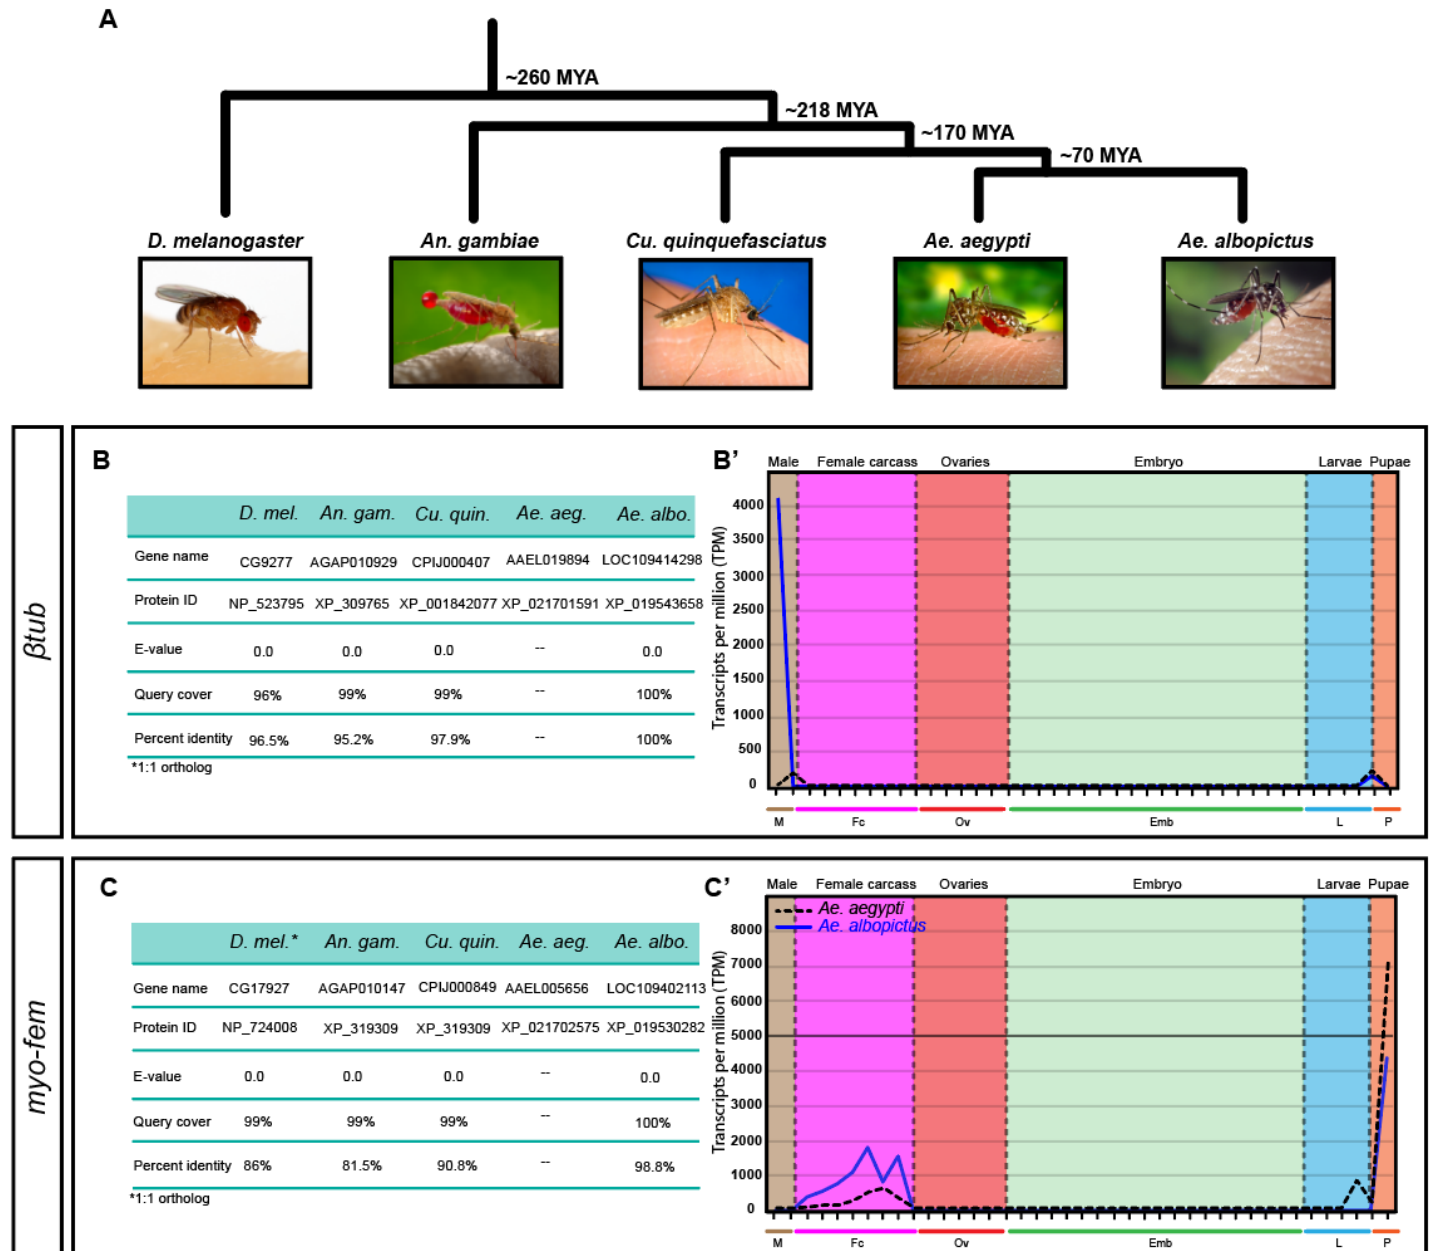 A
~260 MYA
~218 MYA
~170 MYA
~70 MYA
D. melanogaster
An. gambiae
Cu. quinquefasciatus
Ae. aegypti
Ae. albopictus
βtub
B
D. mel. An. gam. Cu. quin. Ae. aeg. Ae. albo.
Gene name CG9277 AGAP010929 CPIJ000407 AAEL019894 LOC109414298
Protein ID NP_523795 XP_309765 XP_001842077 XP_021701591 XP_019543658
E-value 0.0 0.0 0.0 -- 0.0
Query cover 96% 99% 99% -- 100%
Percent identity 96.5% 95.2% 97.9% -- 100%
*1:1 ortholog
B’
Male Female carcass Ovaries Embryo Larvae Pupae
Transcripts per million (TPM)
4000
3500
3000
2500
2000
1500
1000
500
0
M Fc Ov Emb L P
myo-fem
C
D. mel.* An. gam. Cu. quin. Ae. aeg. Ae. albo.
Gene name CG17927 AGAP010147 CPIJ000849 AAEL005656 LOC109402113
Protein ID NP_724008 XP_319309 XP_319309 XP_021702575 XP_019530282
E-value 0.0 0.0 0.0 -- 0.0
Query cover 99% 99% 99% -- 100%
Percent identity 86% 81.5% 90.8% -- 98.8%
*1:1 ortholog
C’
Male Female carcass Ovaries Embryo Larvae Pupae
Ae. aegypti
Ae. albopictus
Transcripts per million (TPM)
8000
7000
6000
5000
4000
3000
2000
1000
0
M Fc Ov Emb L P